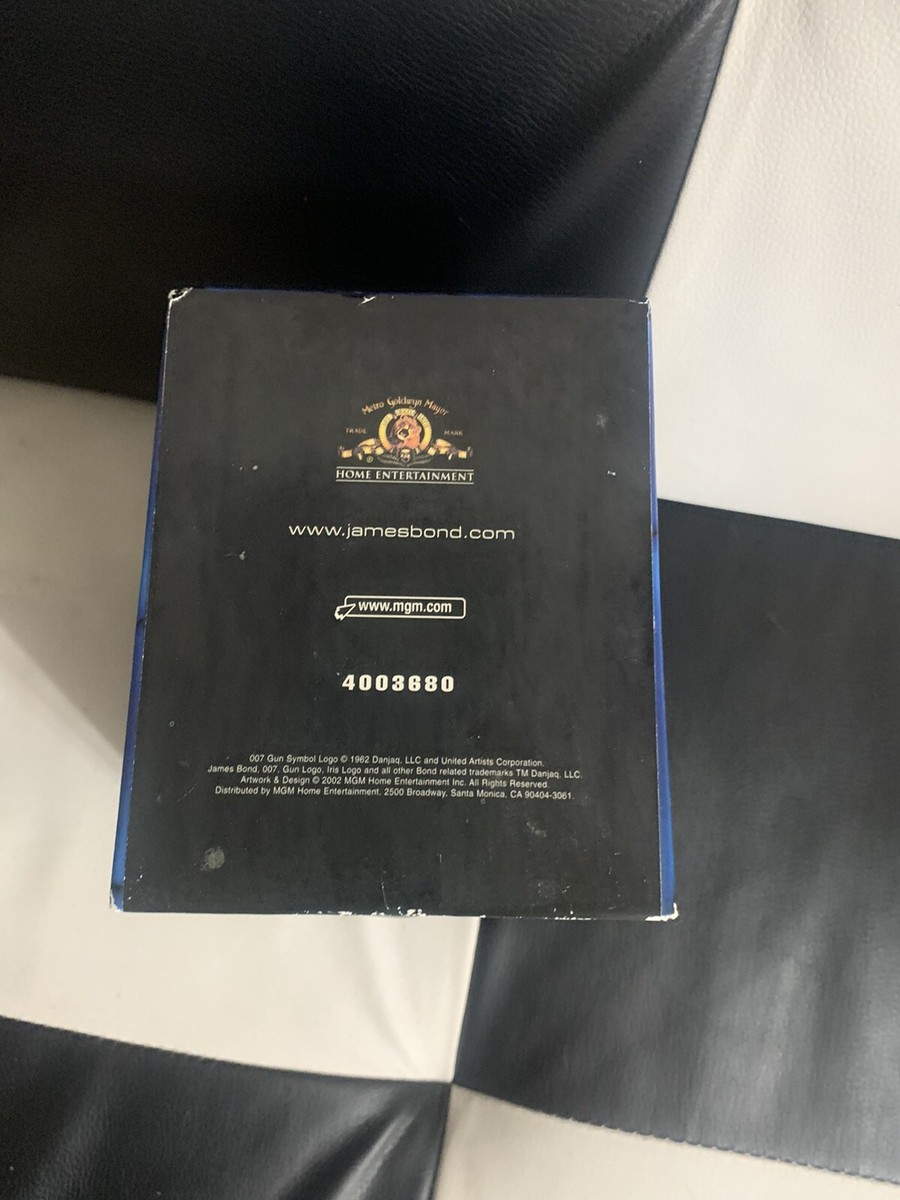 Metro Goldwyn Mayer
TRADE MARK
HOME ENTERTAINMENT
www.jamesbond.com
www.mgm.com
4003680
007 Gun Symbol Logo © 1962 Danjaq, LLC and United Artists Corporation.
James Bond, 007, Gun Logo, Iris Logo and all other Bond related trademarks TM Danjaq, LLC.
Artwork & Design © 2002 MGM Home Entertainment Inc. All Rights Reserved.
Distributed by MGM Home Entertainment, 2500 Broadway, Santa Monica, CA 90404-3061.